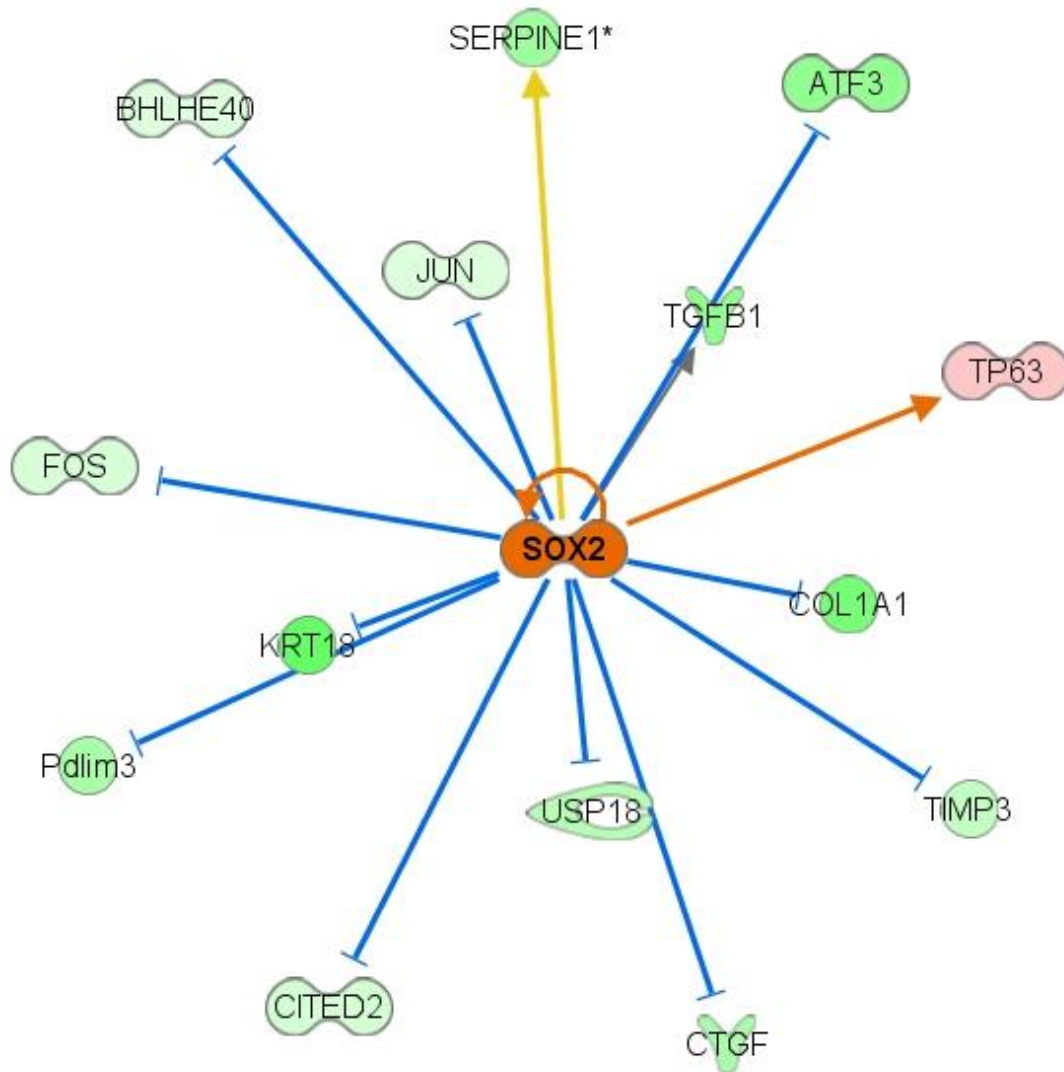 SERPINE1*
ATF3
BHLHE40
JUN
TGFB1
TP63
FOS
SOX2
COL1A1
KRT18
Pdlim3
USP18
TIMP3
CITED2
CTGF